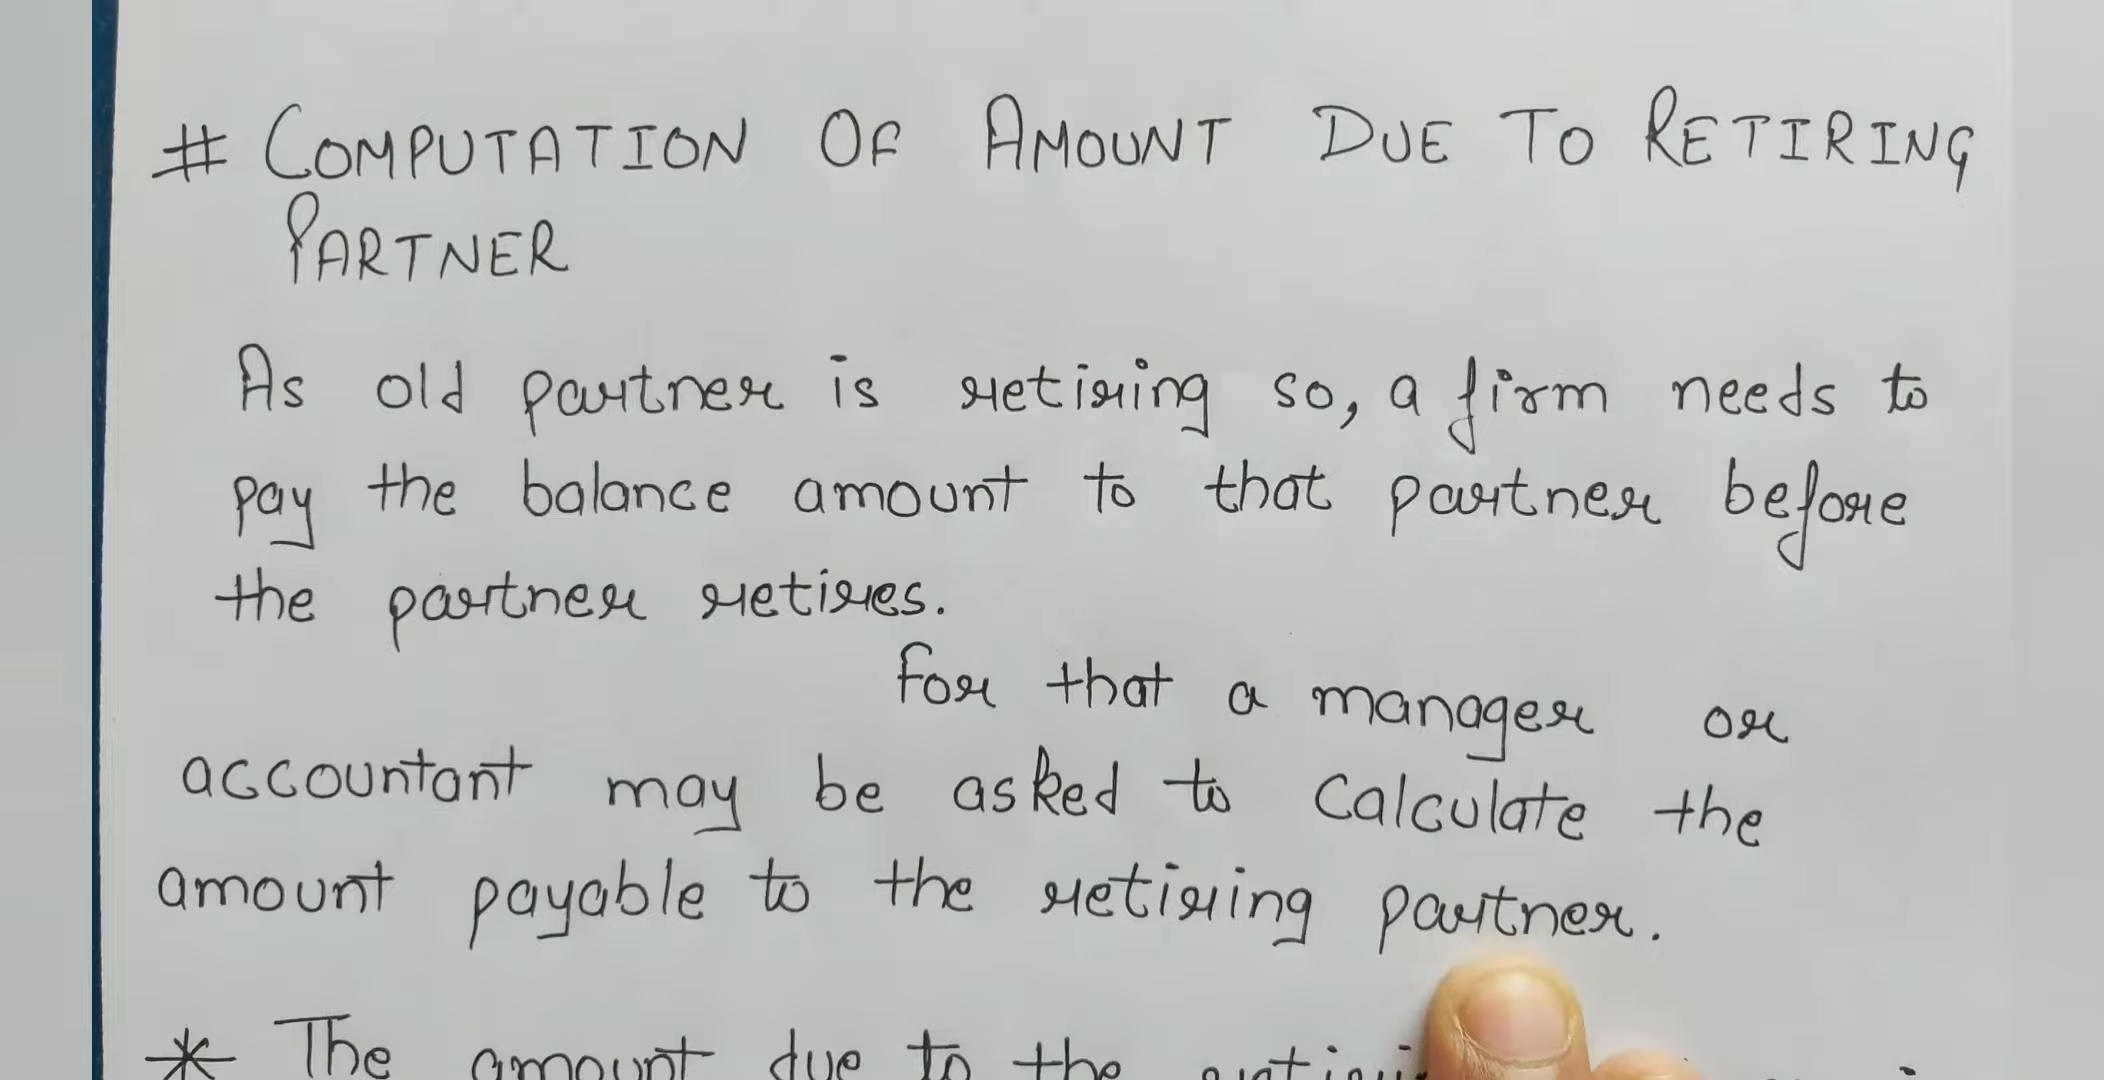 # COMPUTATION OF AMOUNT DUE TO RETIRING
PARTNER
As old partner is retiring so, a firm needs to
pay the balance amount to that partner before
the partner retires.
For that a manager or
accountant may be asked to calculate the
amount payable to the retiring partner.
* The amount due to the